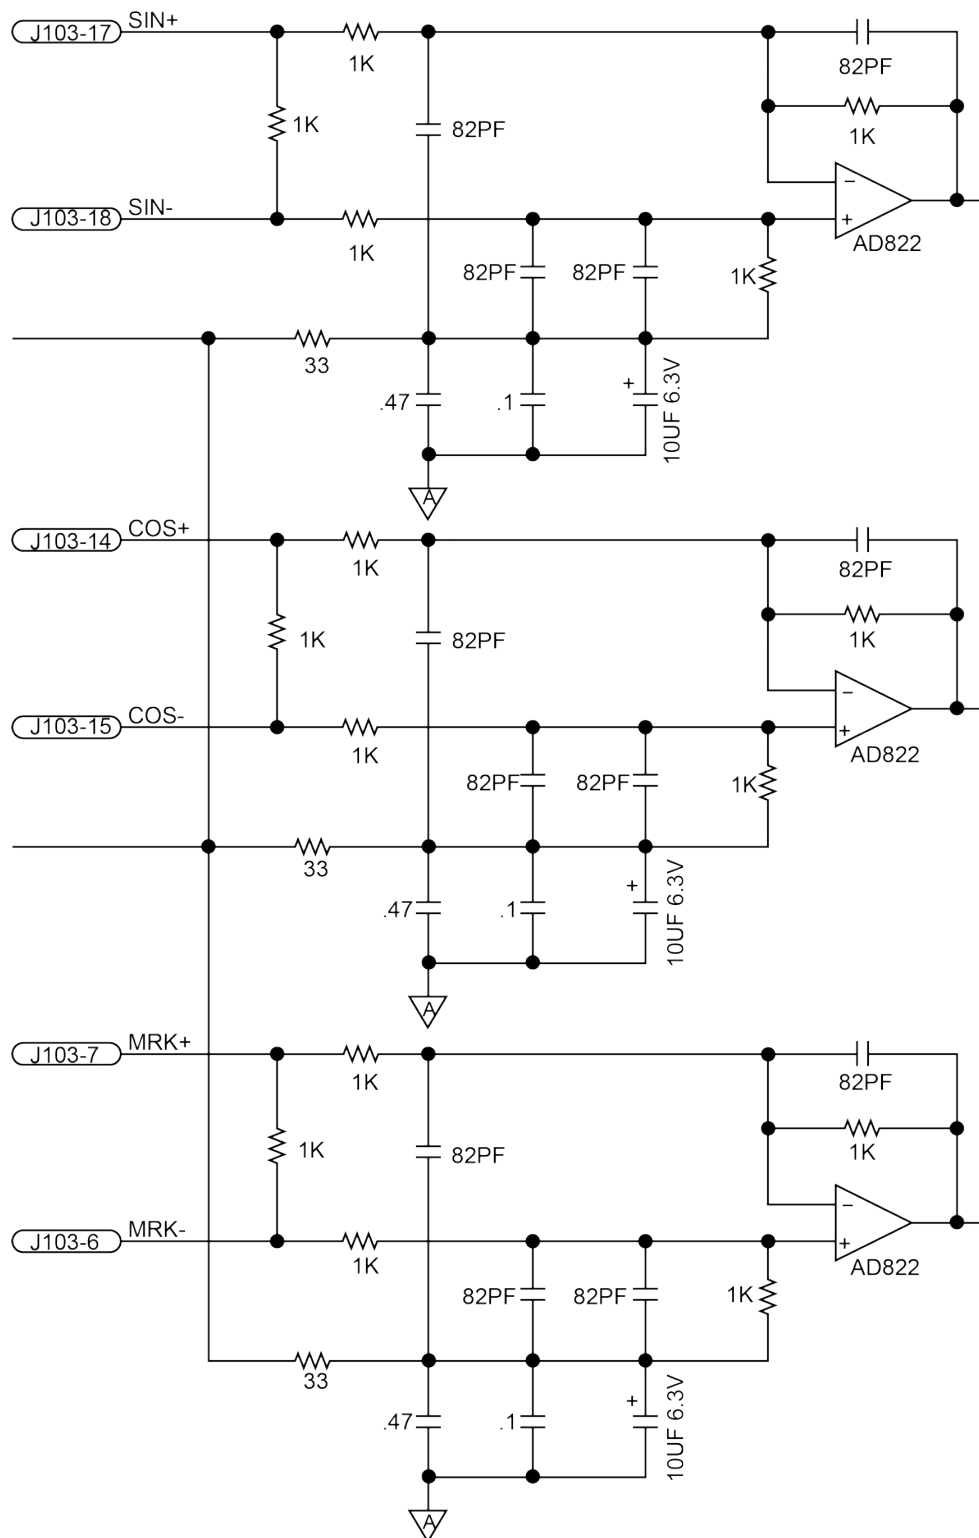 J103-17 SIN+
1K
82PF
1K
82PF
1K
J103-18 SIN-
1K
AD822
82PF
82PF
1K
33
.47
.1
+
10UF 6.3V
A
J103-14 COS+
1K
82PF
1K
82PF
1K
J103-15 COS-
1K
AD822
82PF
82PF
1K
33
.47
.1
+
10UF 6.3V
A
J103-7 MRK+
1K
82PF
1K
82PF
1K
J103-6 MRK-
1K
AD822
82PF
82PF
1K
33
.47
.1
+
10UF 6.3V
A